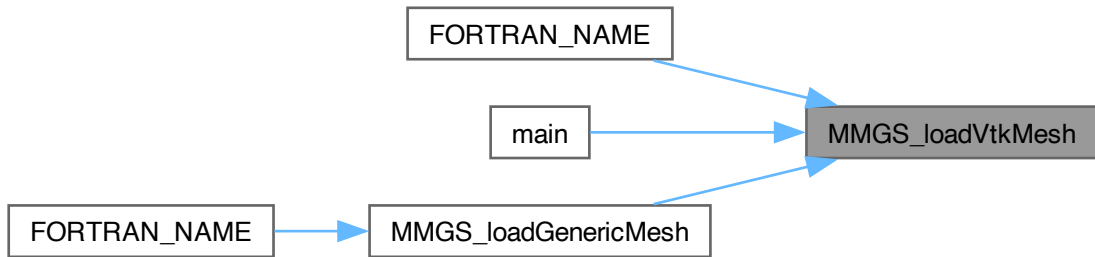 FORTRAN_NAME
main
MMGS_loadVtkMesh
FORTRAN_NAME
MMGS_loadGenericMesh